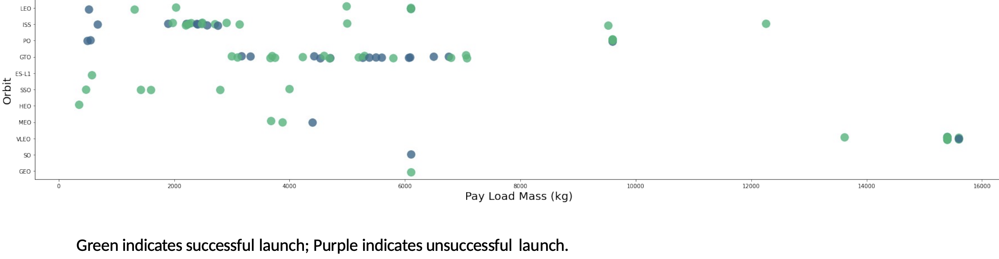 LEO
ISS
PO
GTO
ES-L1
SSO
HEO
MEO
VLEO
SO
GEO
Orbit
0 2000 4000 6000 8000 10000 12000 14000 16000
Pay Load Mass (kg)
Green indicates successful launch; Purple indicates unsuccessful launch.